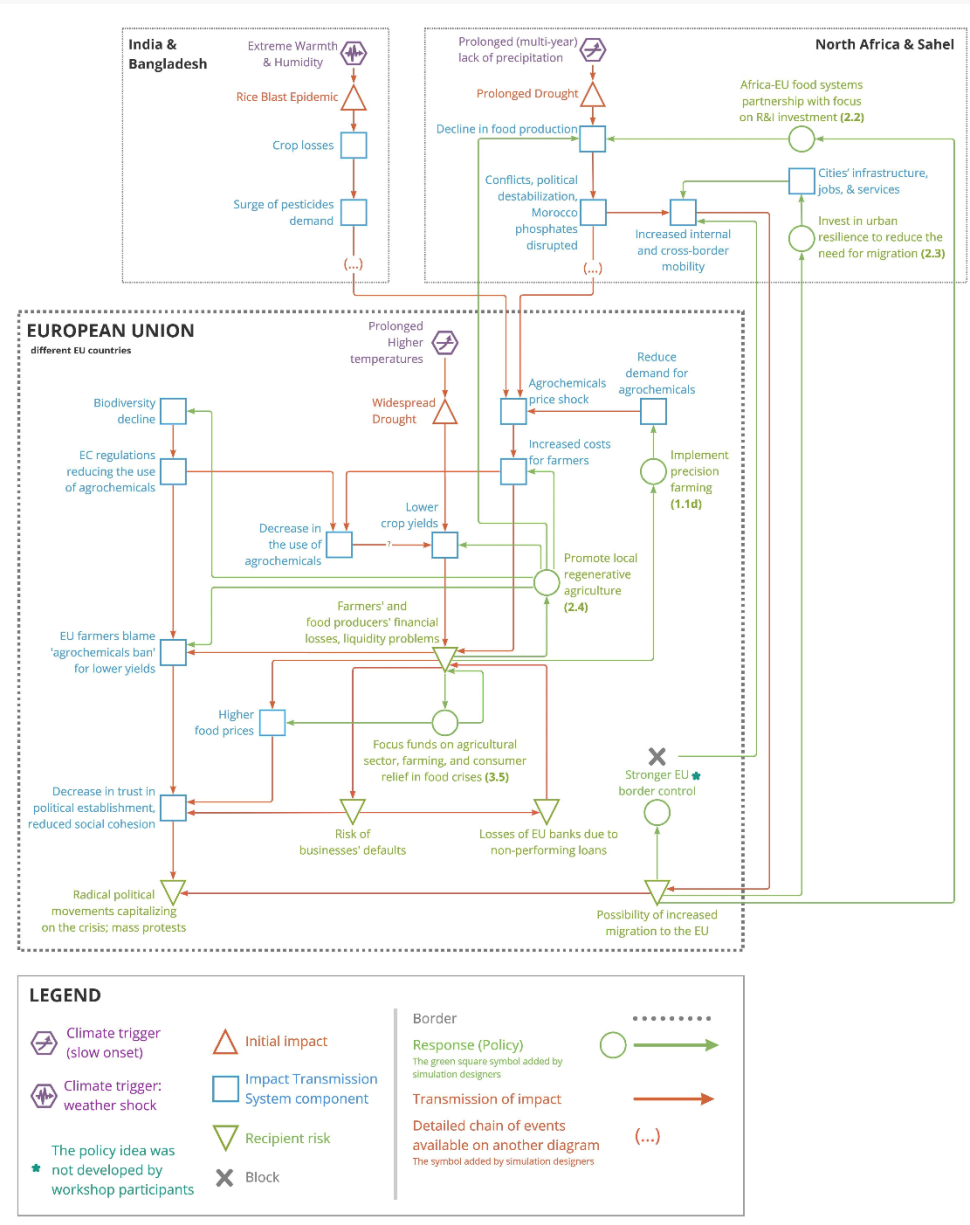 India &
Bangladesh
Extreme Warmth
& Humidity
Rice Blast Epidemic
Crop losses
Surge of pesticides
demand
(...)
North Africa & Sahel
Prolonged (multi-year)
lack of precipitation
Prolonged Drought
Decline in food production
Africa-EU food systems
partnership with focus
on R&I investment (2.2)
Conflicts, political
destabilization,
Morocco
phosphates
disrupted
Cities' infrastructure,
jobs, & services
Increased internal
and cross-border
mobility
Invest in urban
resilience to reduce the
need for migration (2.3)
(...)
EUROPEAN UNION
different EU countries
Prolonged
Higher
temperatures
Widespread
Drought
Agrochemicals
price shock
Reduce
demand for
agrochemicals
Biodiversity
decline
EC regulations
reducing the use
of agrochemicals
Increased costs
for farmers
Implement
precision
farming
(1.1d)
Decrease in
the use of
agrochemicals
?
Lower
crop yields
Promote local
regenerative
agriculture
(2.4)
Farmers' and
food producers' financial
losses, liquidity problems
EU farmers blame
'agrochemicals ban'
for lower yields
Higher
food prices
Focus funds on agricultural
sector, farming, and consumer
relief in food crises (3.5)
Stronger EU *
border control
Decrease in trust in
political establishment,
reduced social cohesion
Risk of
businesses' defaults
Losses of EU banks due to
non-performing loans
Radical political
movements capitalizing
on the crisis; mass protests
Possibility of increased
migration to the EU
LEGEND
Climate trigger
(slow onset)
Climate trigger:
weather shock
* The policy idea was
not developed by
workshop participants
Initial impact
Impact Transmission
System component
Recipient risk
Block
Border
Response (Policy)
The green square symbol added by
simulation designers
Transmission of impact
Detailed chain of events
available on another diagram
(...)
The symbol added by simulation designers